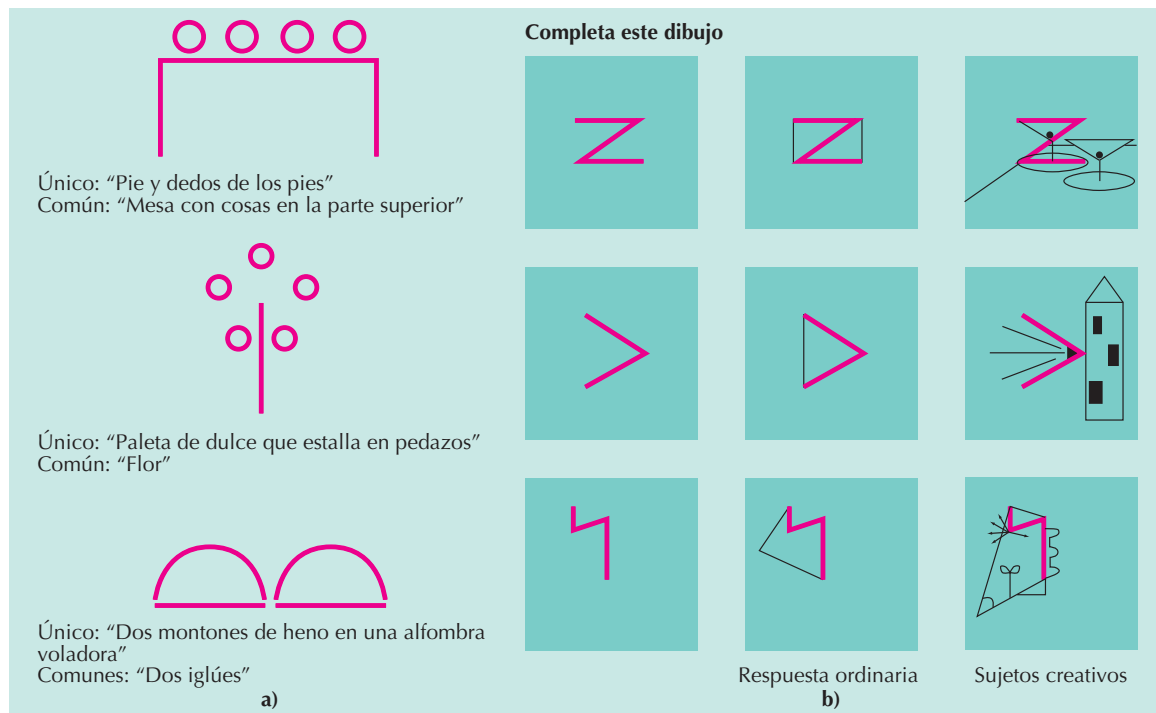 Único: “Pie y dedos de los pies”
Común: “Mesa con cosas en la parte superior”
Único: “Paleta de dulce que estalla en pedazos”
Común: “Flor”
Único: “Dos montones de heno en una alfombra
voladora”
Comunes: “Dos iglúes”
a)
Completa este dibujo
Respuesta ordinaria
Sujetos creativos
b)